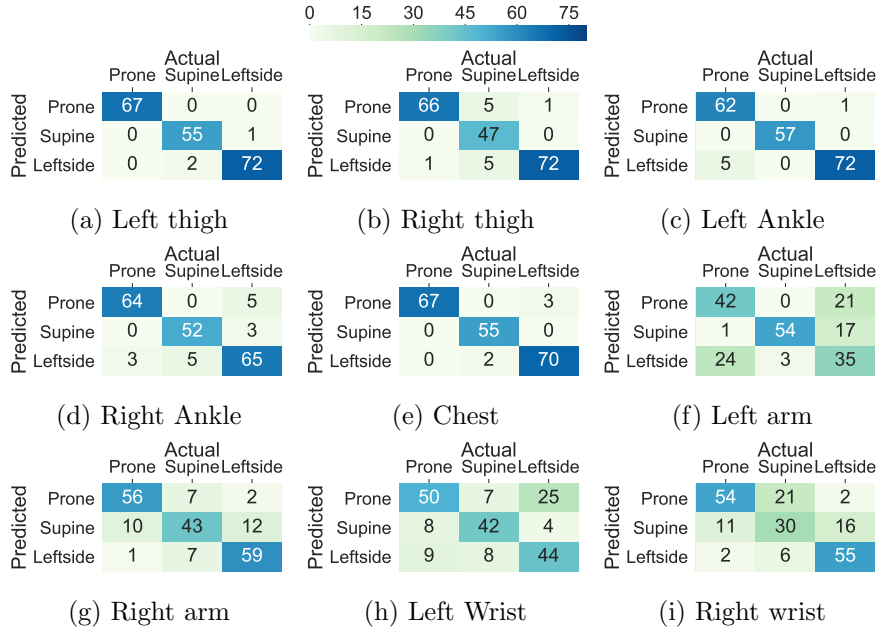 0 15 30 45 60 75
Actual Actual Actual
Prone Supine Leftside Prone Supine Leftside Prone Supine Leftside
Predicted Predicted Predicted
Prone 67 0 0 Prone 66 5 1 Prone 62 0 1
Supine 0 55 1 Supine 0 47 0 Supine 0 57 0
Leftside 0 2 72 Leftside 1 5 72 Leftside 5 0 72
(a) Left thigh (b) Right thigh (c) Left Ankle
Actual Actual Actual
Prone Supine Leftside Prone Supine Leftside Prone Supine Leftside
Predicted Predicted Predicted
Prone 64 0 5 Prone 67 0 3 Prone 42 0 21
Supine 0 52 3 Supine 0 55 0 Supine 1 54 17
Leftside 3 5 65 Leftside 0 2 70 Leftside 24 3 35
(d) Right Ankle (e) Chest (f) Left arm
Actual Actual Actual
Prone Supine Leftside Prone Supine Leftside Prone Supine Leftside
Predicted Predicted Predicted
Prone 56 7 2 Prone 50 7 25 Prone 54 21 2
Supine 10 43 12 Supine 8 42 4 Supine 11 30 16
Leftside 1 7 59 Leftside 9 8 44 Leftside 2 6 55
(g) Right arm (h) Left Wrist (i) Right wrist